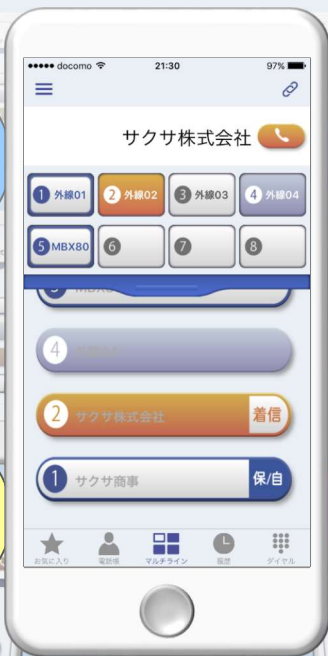 docomo 21:30 97%
サクサ株式会社
1 外線01 2 外線02 3 外線03 4 外線04
5 MBX80 6 7 8
4
2 サクサ株式会社 着信
1 サクサ商事 保/自
お気に入り 電話帳 マルチライン 履歴 ダイヤル